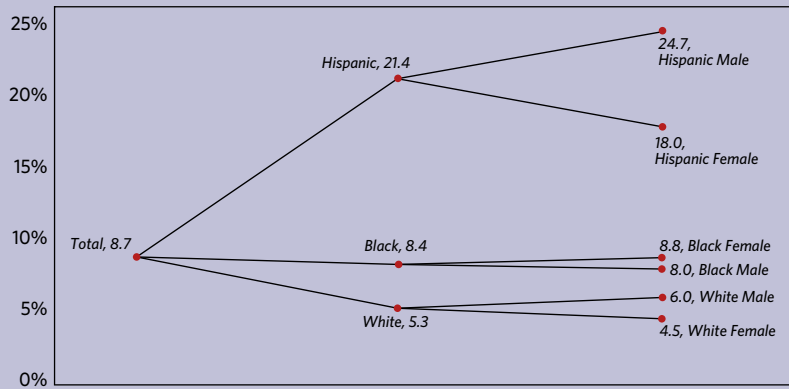 25%
20%
15%
10%
5%
0%
Total, 8.7
Hispanic, 21.4
Black, 8.4
White, 5.3
24.7,
Hispanic Male
18.0,
Hispanic Female
8.8, Black Female
8.0, Black Male
6.0, White Male
4.5, White Female